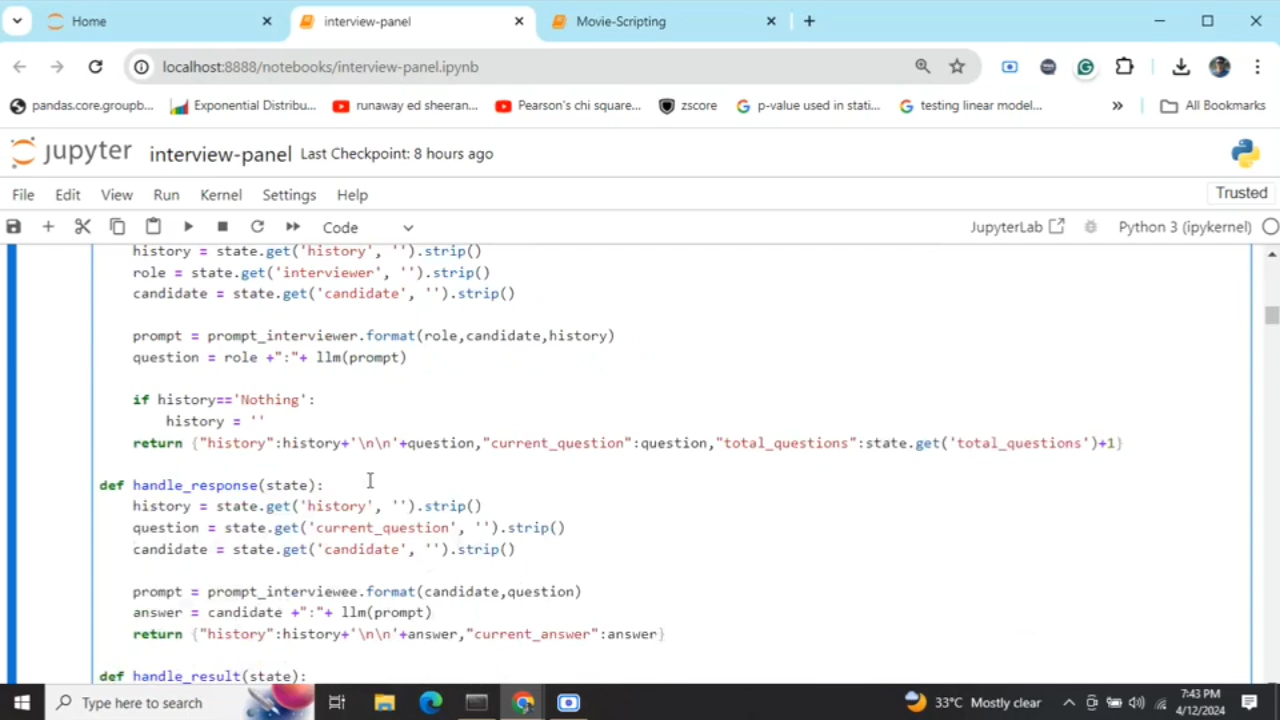 Home
interview-panel
Movie-Scripting
localhost:8888/notebooks/interview-panel.ipynb
pandas.core.groupb...
Exponential Distribu...
runaway ed sheeran...
Pearson's chi square...
zscore
p-value used in stati...
testing linear model...
»
All Bookmarks
jupyter interview-panel Last Checkpoint: 8 hours ago
File Edit View Run Kernel Settings Help
Trusted
Code
JupyterLab
Python 3 (ipykernel)
history = state.get('history', '').strip()
role = state.get('interviewer', '').strip()
candidate = state.get('candidate', '').strip()
prompt = prompt_interviewer.format(role,candidate,history)
question = role +":"+ llm(prompt)
if history=='Nothing':
history = ''
return {"history":history+'\n\n'+question,"current_question":question,"total_questions":state.get('total_questions')+1}
def handle_response(state):
history = state.get('history', '').strip()
question = state.get('current_question', '').strip()
candidate = state.get('candidate', '').strip()
prompt = prompt_interviewee.format(candidate,question)
answer = candidate +":"+ llm(prompt)
return {"history":history+'\n\n'+answer,"current_answer":answer}
def handle_result(state):
Type here to search
33°C Mostly clear
7:43 PM
4/12/2024